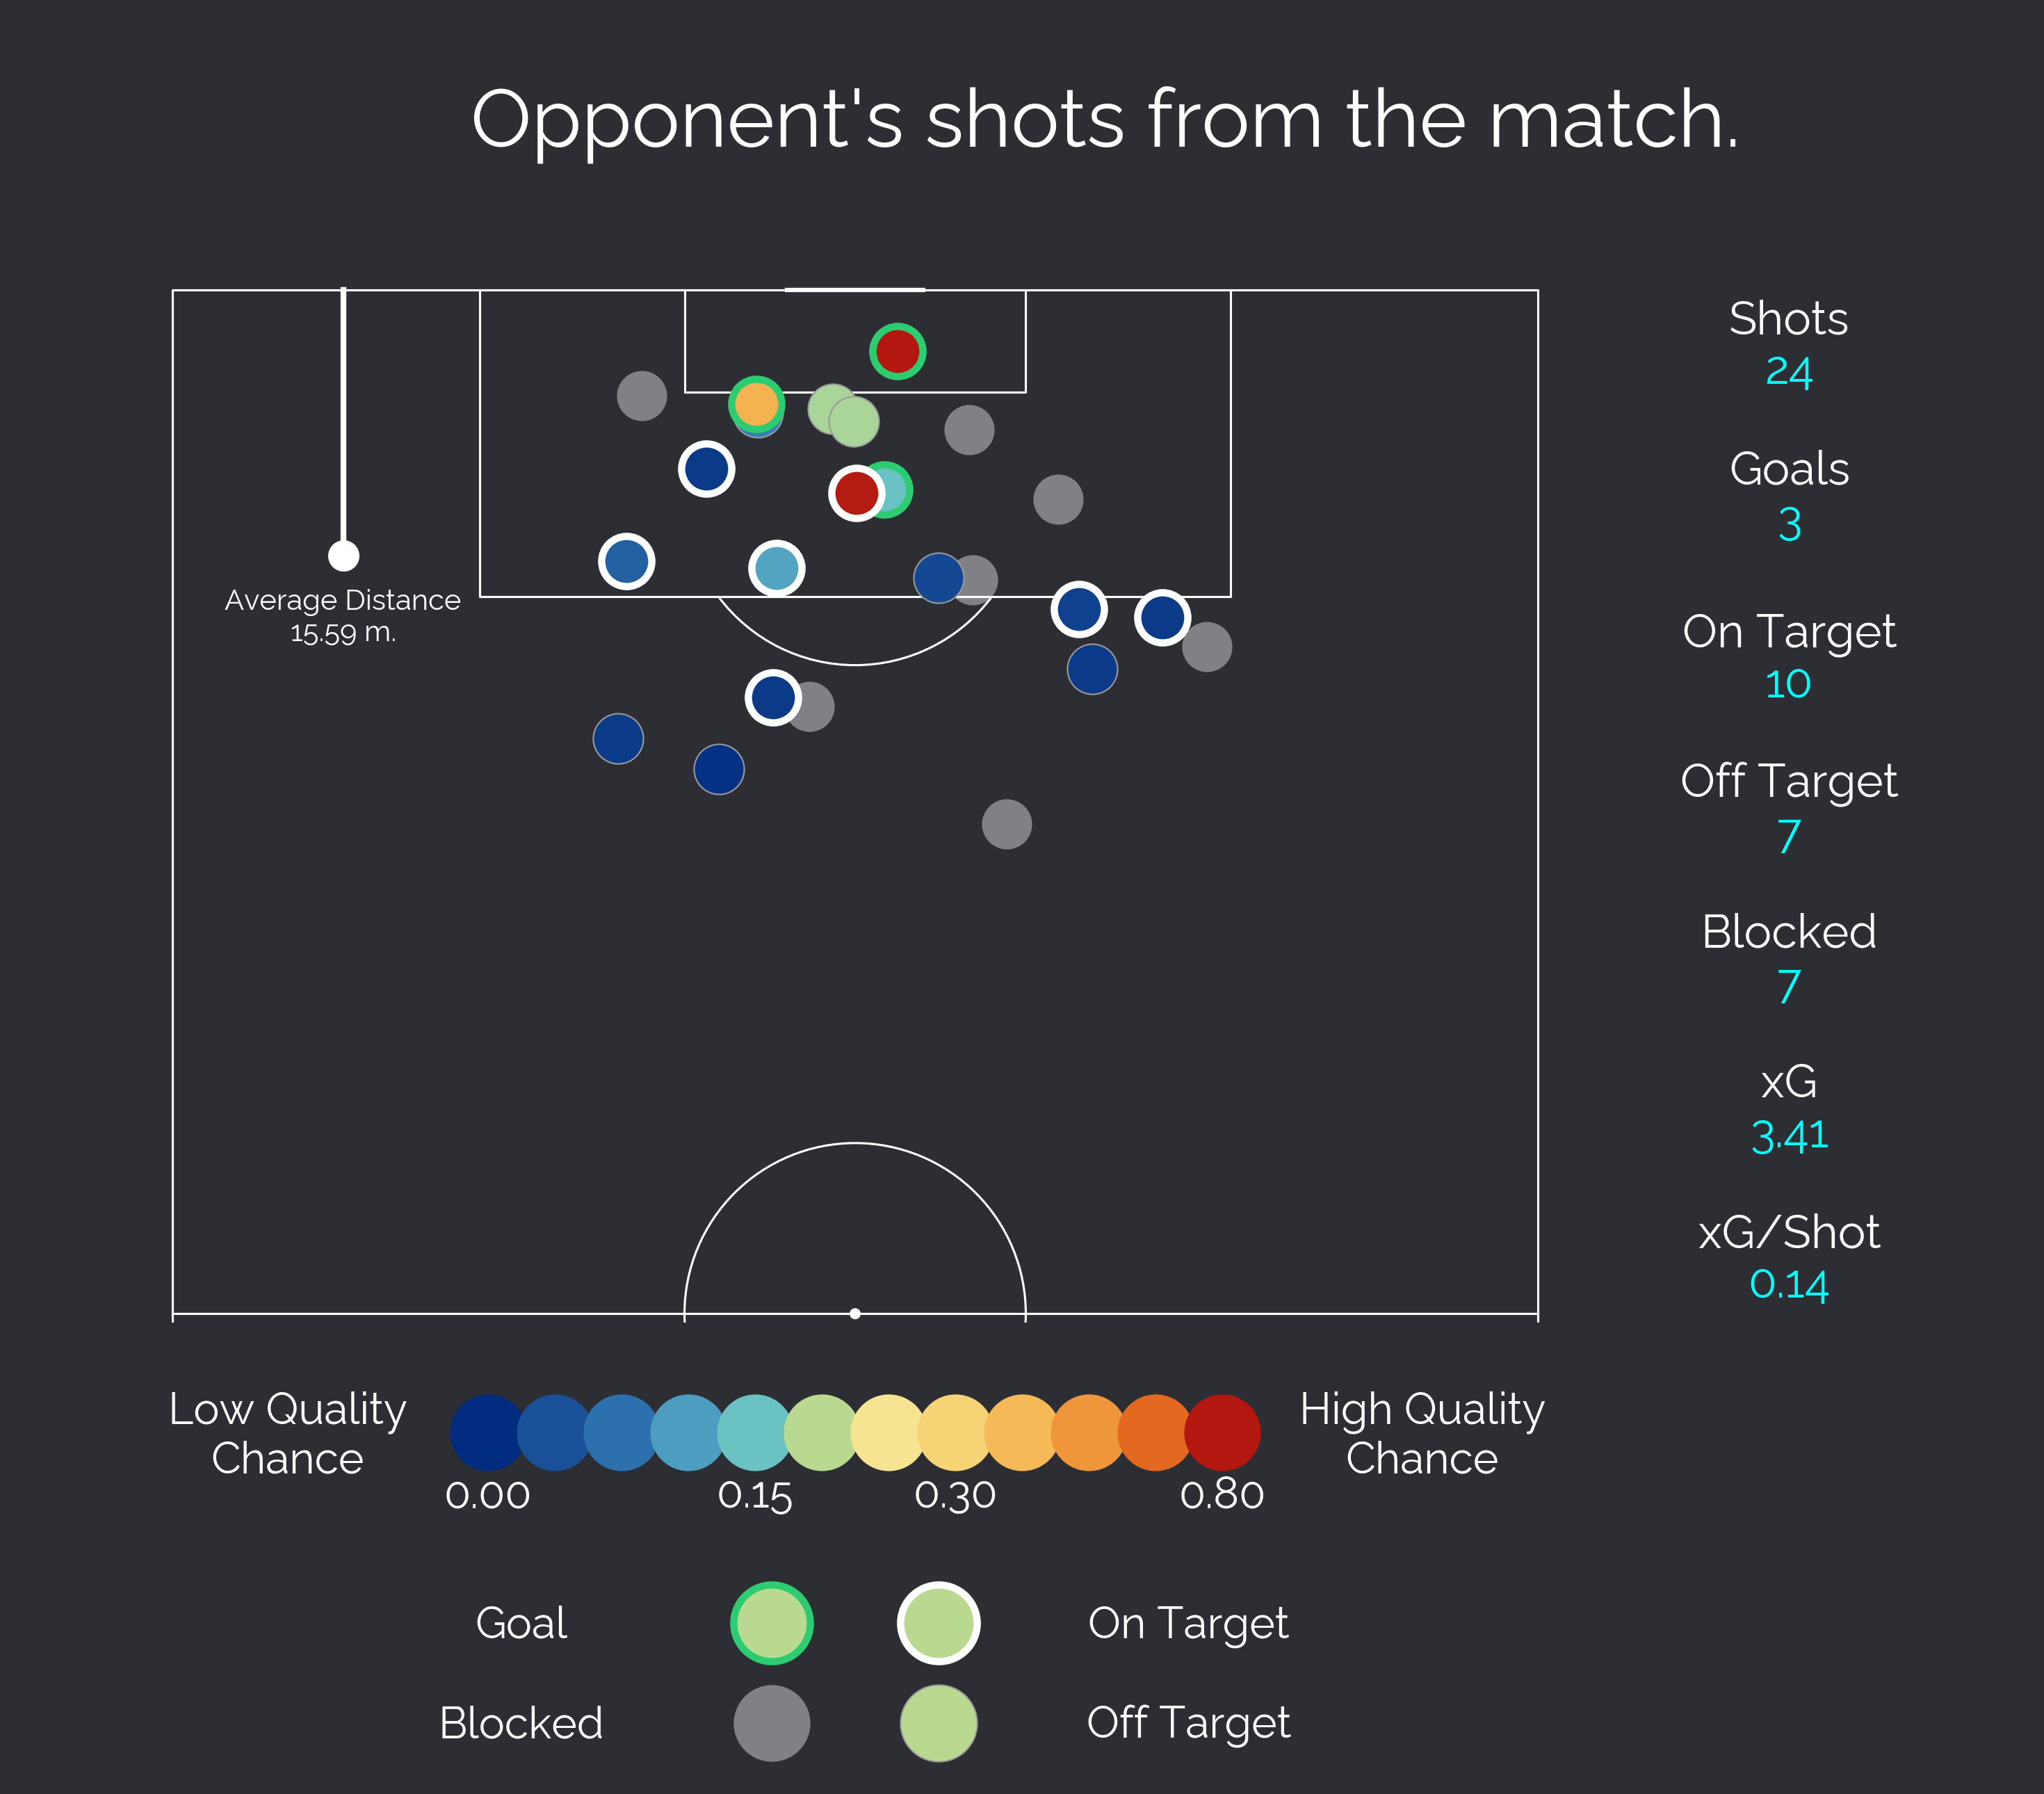 Opponent's shots from the match.
Average Distance
15.59 m.
Shots
24
Goals
3
On Target
10
Off Target
7
Blocked
7
xG
3.41
xG/Shot
0.14
Low Quality
Chance
0.00
0.15
0.30
0.80
High Quality
Chance
Goal
On Target
Blocked
Off Target